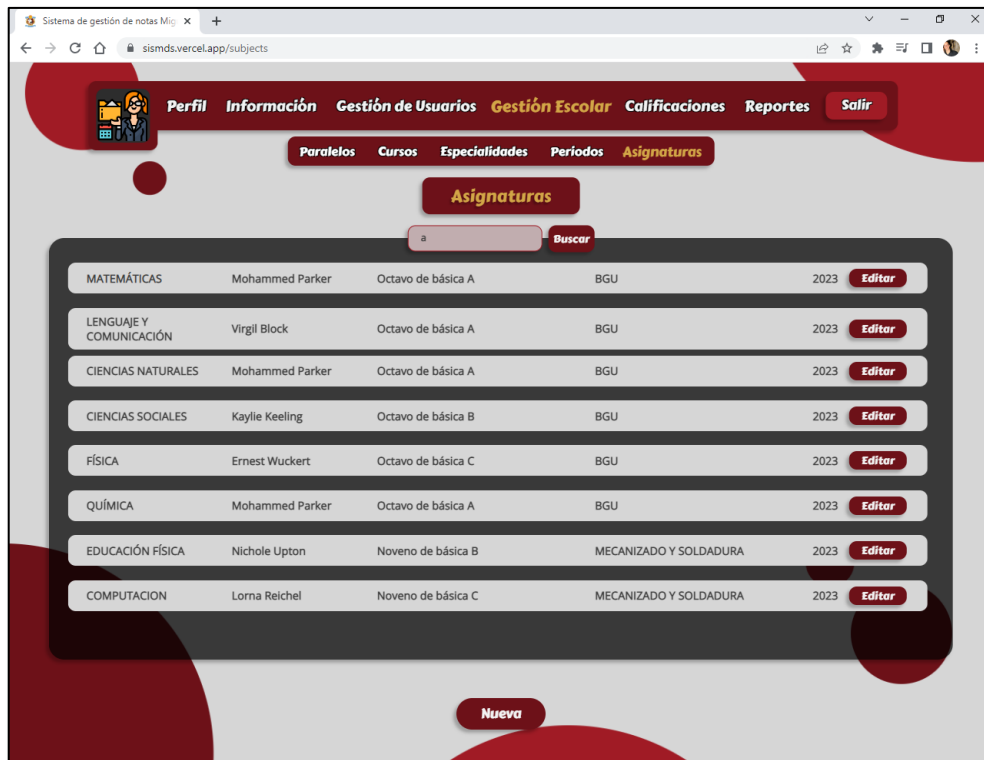 Sistema de gestión de notas Mig
sismds.vercel.app/subjects
Perfil Información Gestión de Usuarios Gestión Escolar Calificaciones Reportes Salir
Paralelos Cursos Especialidades Períodos Asignaturas
Asignaturas
a Buscar
MATEMÁTICAS Mohammed Parker Octavo de básica A BGU 2023 Editar
LENGUAJE Y
COMUNICACIÓN Virgil Block Octavo de básica A BGU 2023 Editar
CIENCIAS NATURALES Mohammed Parker Octavo de básica A BGU 2023 Editar
CIENCIAS SOCIALES Kaylie Keeling Octavo de básica B BGU 2023 Editar
FÍSICA Ernest Wuckert Octavo de básica C BGU 2023 Editar
QUÍMICA Mohammed Parker Octavo de básica A BGU 2023 Editar
EDUCACIÓN FÍSICA Nichole Upton Noveno de básica B MECANIZADO Y SOLDADURA 2023 Editar
COMPUTACION Lorna Reichel Noveno de básica C MECANIZADO Y SOLDADURA 2023 Editar
Nueva